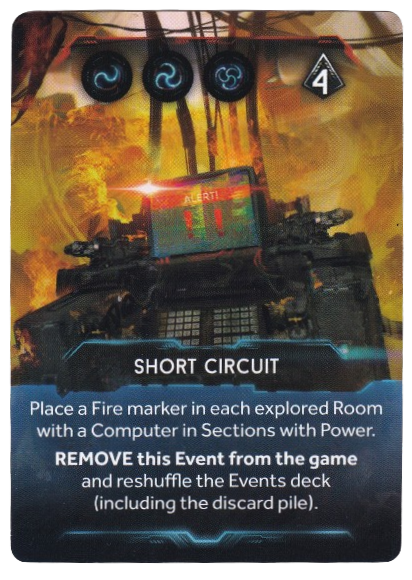 4
ALERT!
SHORT CIRCUIT
Place a Fire marker in each explored Room
with a Computer in Sections with Power.
REMOVE this Event from the game
and reshuffle the Events deck
(including the discard pile).